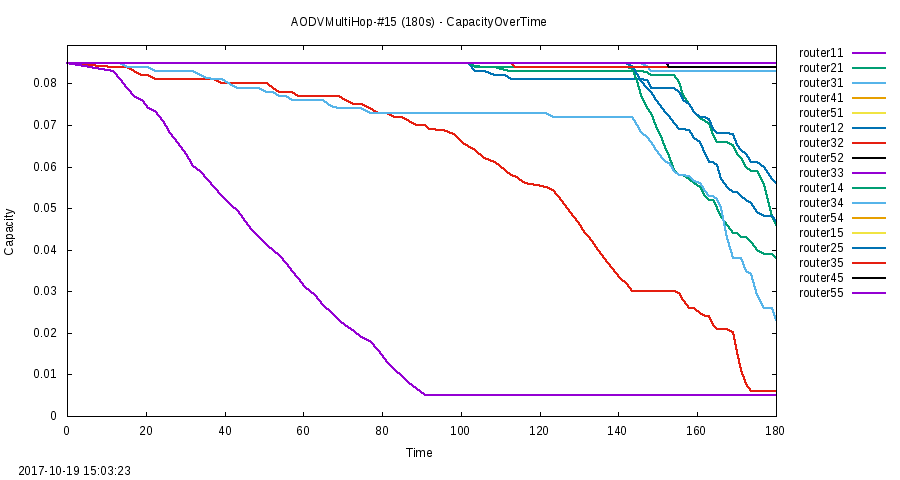 AODVMultiHop-#15 (180s) - CapacityOverTime
router11
router21
router31
router41
router51
router12
router32
router52
router33
router14
router34
router54
router15
router25
router35
router45
router55
Capacity
0.08
0.07
0.06
0.05
0.04
0.03
0.02
0.01
0
0 20 40 60 80 100 120 140 160 180
Time
2017-10-19 15:03:23